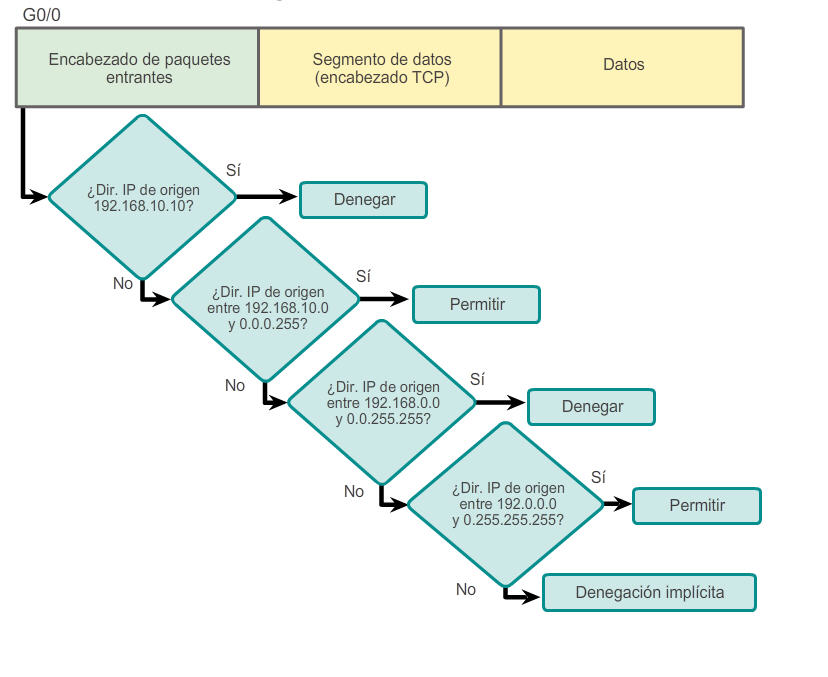 G0/0
Encabezado de paquetes
entrantes
Segmento de datos
(encabezado TCP)
Datos
¿Dir. IP de origen
192.168.10.10?
Sí
Denegar
No
¿Dir. IP de origen
entre 192.168.10.0
y 0.0.0.255?
Sí
Permitir
No
¿Dir. IP de origen
entre 192.168.0.0
y 0.0.255.255?
Sí
Denegar
No
¿Dir. IP de origen
entre 192.0.0.0
y 0.255.255.255?
Sí
Permitir
No
Denegación implícita